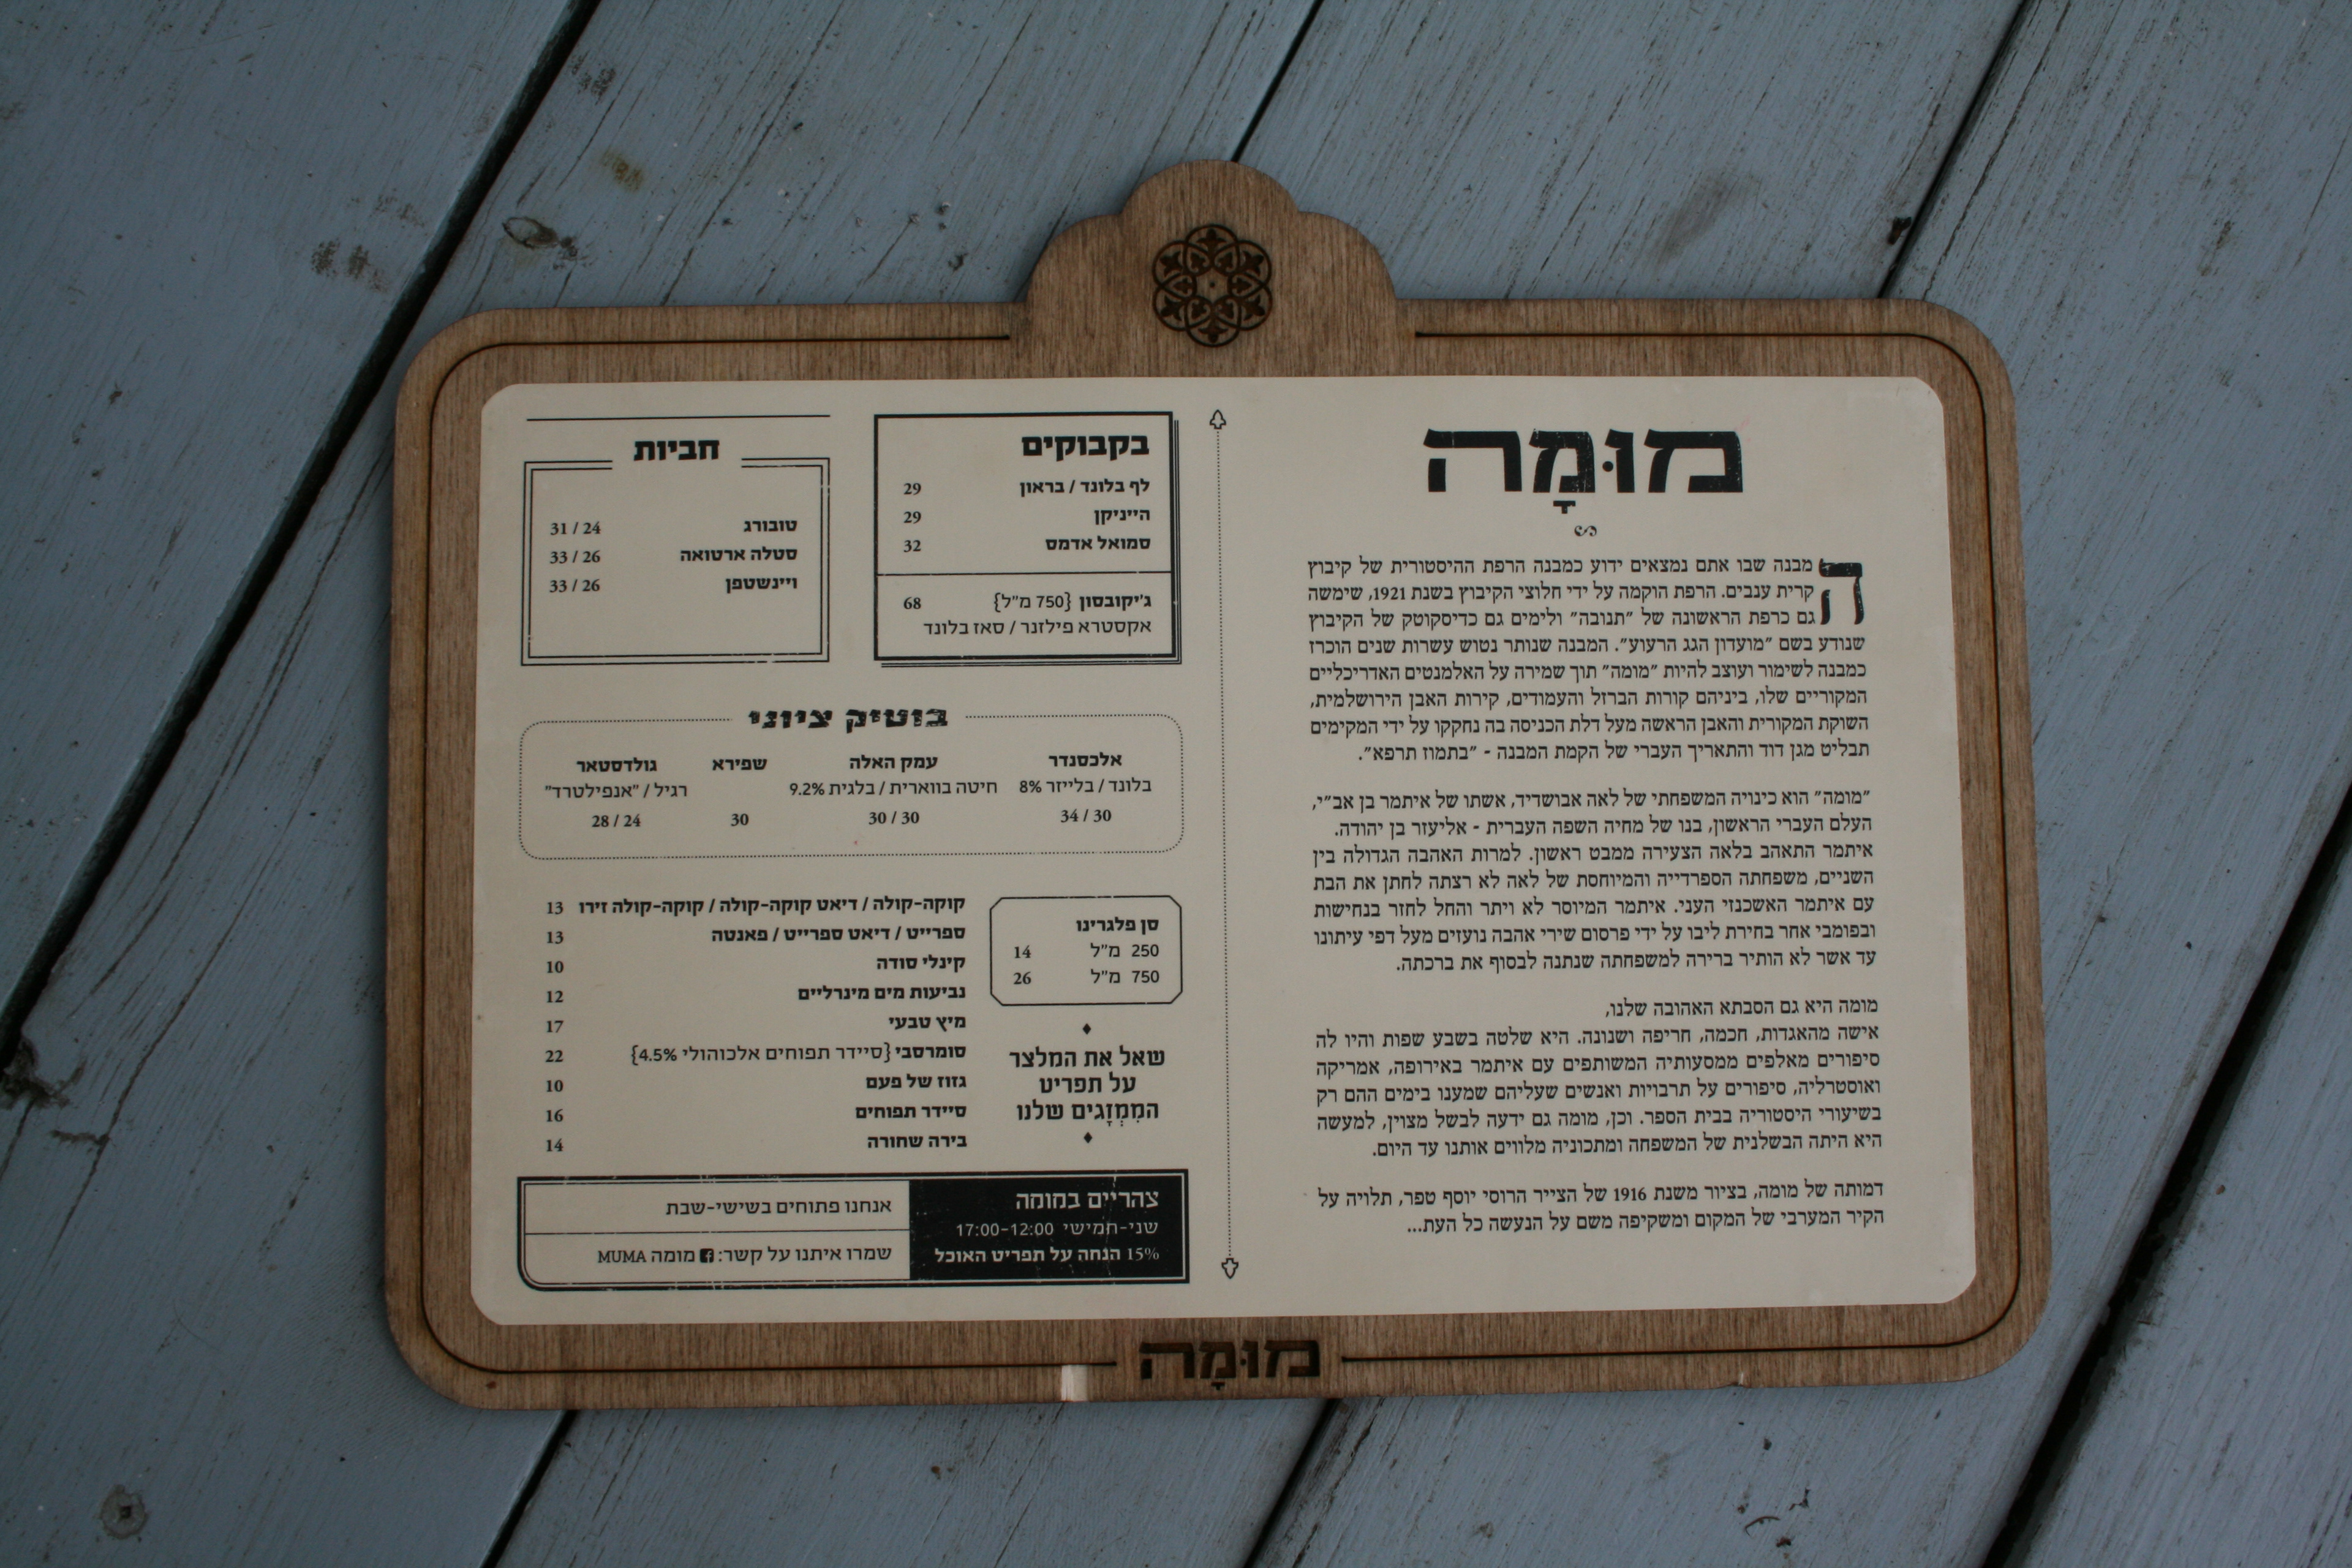 מוּמָה
המבנה שבו אתם נמצאים ידוע כמבנה הרפת ההיסטורית של קיבוץ
קרית ענבים. הרפת הוקמה על ידי חלוצי הקיבוץ בשנת 1921, שימשה
גם כרפת הראשונה של ״תנובה״ ולימים גם כדיסקוטק של הקיבוץ
שנודע בשם ״מועדון הגג הרעוע״. המבנה שנותר נטוש עשרות שנים הוכרז
כמבנה לשימור ועוצב להיות ״מומה״ תוך שמירה על האלמנטים האדריכליים
המקוריים שלו, ביניהם קורות הברזל והעמודים, קירות האבן הירושלמית,
השוקת המקורית והאבן הראשה מעל דלת הכניסה בה נחקקו על ידי המקימים
תבליט מגן דוד והתאריך העברי של הקמת המבנה - ״בתמוז תרפא״.
״מומה״ הוא כינויה המשפחתי של לאה אבושדיד, אשתו של איתמר בן אב״י,
העלם העברי הראשון, בנו של מחיה השפה העברית - אליעזר בן יהודה.
איתמר התאהב בלאה הצעירה ממבט ראשון. למרות האהבה הגדולה בין
השניים, משפחתה הספרדייה והמיוחסת של לאה לא רצתה לחתן את הבת
עם איתמר האשכנזי העני. איתמר המיוסר לא ויתר והחל לחזר בנחישות
ובפומבי אחר בחירת ליבו על ידי פרסום שירי אהבה נועזים מעל דפי עיתונו
עד אשר לא הותיר ברירה למשפחתה שנתנה לבסוף את ברכתה.
מומה היא גם הסבתא האהובה שלנו,
אישה מהאגדות, חכמה, חריפה ושנונה. היא שלטה בשבע שפות והיו לה
סיפורים מאלפים ממסעותיה המשותפים עם איתמר באירופה, אמריקה
ואוסטרליה, סיפורים על תרבויות ואנשים שעליהם שמענו בימים ההם רק
בשיעורי היסטוריה בבית הספר. וכן, מומה גם ידעה לבשל מצוין, למעשה
היא היתה הבשלנית של המשפחה ומתכוניה מלווים אותנו עד היום.
דמותה של מומה, בציור משנת 1916 של הצייר הרוסי יוסף טפר, תלויה על
הקיר המערבי של המקום ומשקיפה משם על הנעשה כל העת...
בקבוקים
לף בלונד / בראון 29
הייניקן 29
סמואל אדמס 32
ג׳יקובסון {750 מ״ל} 68
אקסטרא פילזנר / סאז בלונד
חביות
טובורג 31 / 24
סטלה ארטואה 33 / 26
ויינשטפן 33 / 26
בוטיק ציוני
אלכסנדר עמק האלה שפירא גולדסטאר
בלונד / בלייזר 8% חיטה בווארית / בלגית 9.2% רגיל / ״אנפילטרד״
34 / 30 30 / 30 30 28 / 24
סן פלגרינו
250 מ״ל 14
750 מ״ל 26
שאל את המלצר
על תפריט
המִמְזָגים שלנו
קוקה-קולה / דיאט קוקה-קולה / קוקה-קולה זירו 13
ספרייט / דיאט ספרייט / פאנטה 13
קינלי סודה 10
נביעות מים מינרליים 12
מיץ טבעי 17
סומרסבי {סיידר תפוחים אלכוהולי 4.5%} 22
גזוז של פעם 10
סיידר תפוחים 16
בירה שחורה 14
צהריים במומה
שני-חמישי 17:00-12:00
15% הנחה על תפריט האוכל
אנחנו פתוחים בשישי-שבת
שמרו איתנו על קשר: f מומה MUMA
מוּמָה